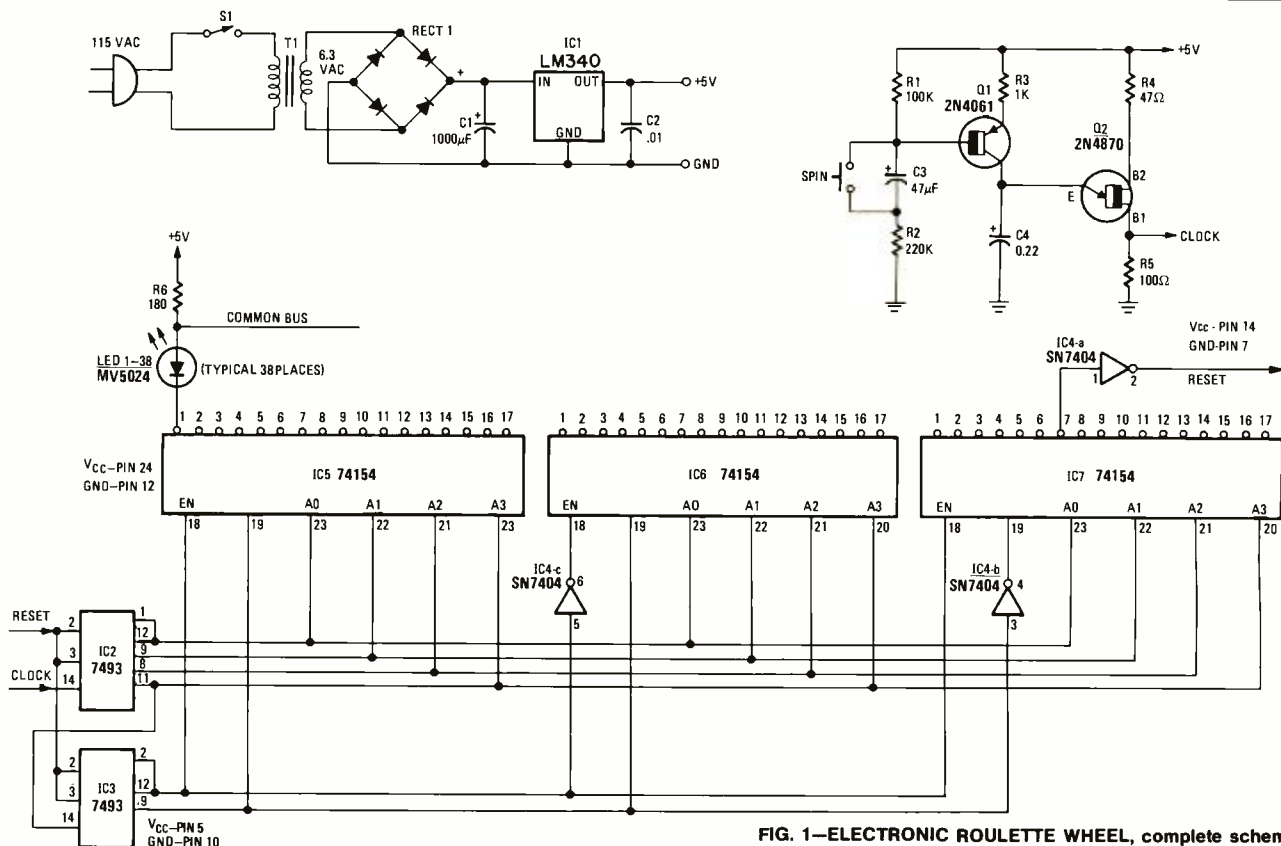 115 VAC
S1
T1
6.3
VAC
RECT 1
+
C1
1000µF
+
IC1
LM340
IN OUT
GND
C2
.01
+5V
GND
+5V
R1
100K
Q1
2N4061
R3
1K
R4
47Ω
Q2
2N4870
SPIN
+
C3
47µF
R2
220K
+
C4
0.22
E
B2
B1
CLOCK
R5
100Ω
+5V
R6
180
COMMON BUS
LED 1–38
MV5024
(TYPICAL 38PLACES)
IC4-a
SN7404
1 2
Vcc - PIN 14
GND-PIN 7
RESET
1 2 3 4 5 6 7 8 9 10 11 12 13 14 15 16 17
1 2 3 4 5 6 7 8 9 10 11 12 13 14 15 16 17
1 2 3 4 5 6 7 8 9 10 11 12 13 14 15 16 17
VCC–PIN 24
GND–PIN 12
IC5 74154
EN A0 A1 A2 A3
18 19 23 22 21 23
IC6 74154
EN A0 A1 A2 A3
18 19 23 22 21 20
IC7 74154
EN A0 A1 A2 A3
18 19 23 22 21 20
IC4-c
SN7404
6
5
IC4-b
SN7404
4
3
RESET
CLOCK
2
3
14
IC2
7493
1
12
9
8
11
2
3
14
IC3
7493
2
12
.9
VCC–PIN 5
GND–PIN 10
FIG. 1—ELECTRONIC ROULETTE WHEEL, complete schem